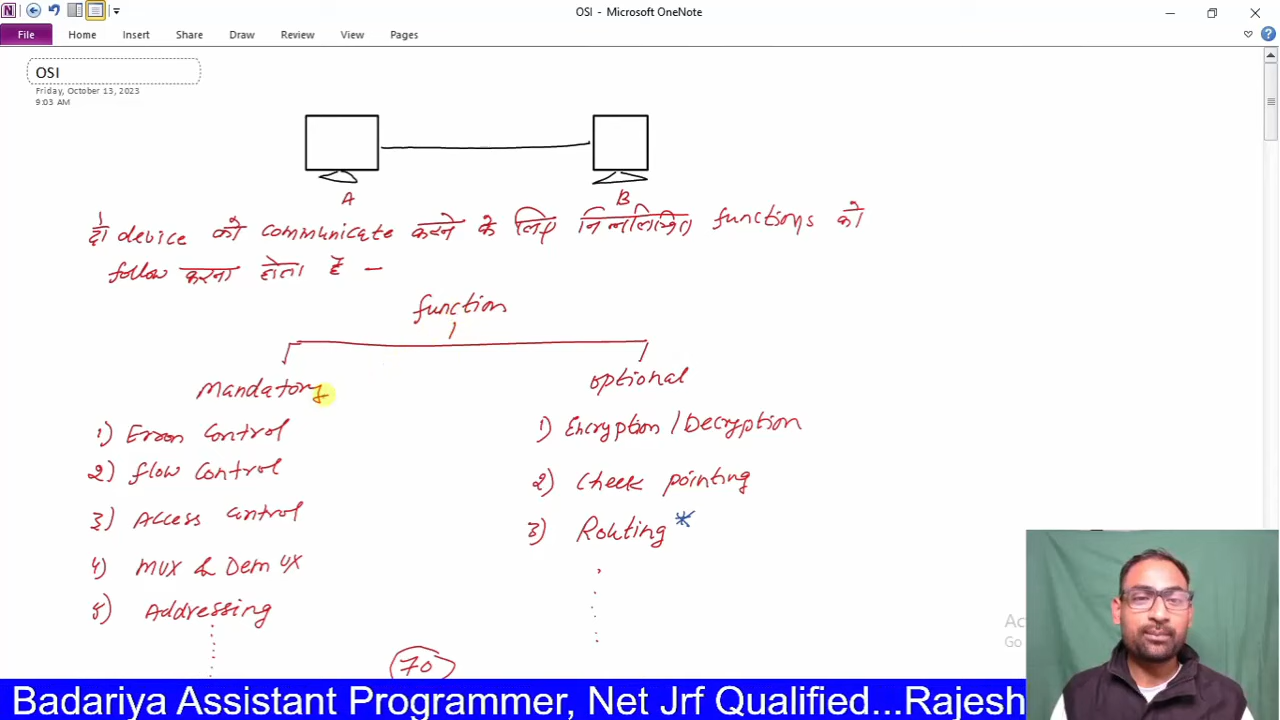 OSI - Microsoft OneNote
File Home Insert Share Draw Review View Pages
OSI
Friday, October 13, 2023
9:03 AM
A B
दो device को communicate करने के लिए निम्नलिखित functions को
follow करना होता है -
function
Mandatory
1) Error Control
2) flow Control
3) Access Control
4) MUX & Dem UX
5) Addressing
optional
1) Encryption / Decryption
2) Check pointing
3) Routing *
70
Ac
Go
Badariya Assistant Programmer, Net Jrf Qualified...Rajesh